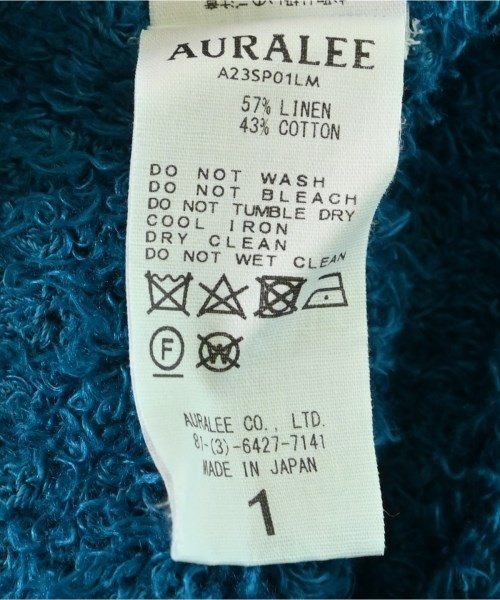 AURALEE
A23SP01LM
57% LINEN
43% COTTON
DO NOT WASH
DO NOT BLEACH
DO NOT TUMBLE DRY
COOL IRON
DRY CLEAN
DO NOT WET CLEAN
F
W
AURALEE CO., LTD.
81-(3)-6427-7141
MADE IN JAPAN
1